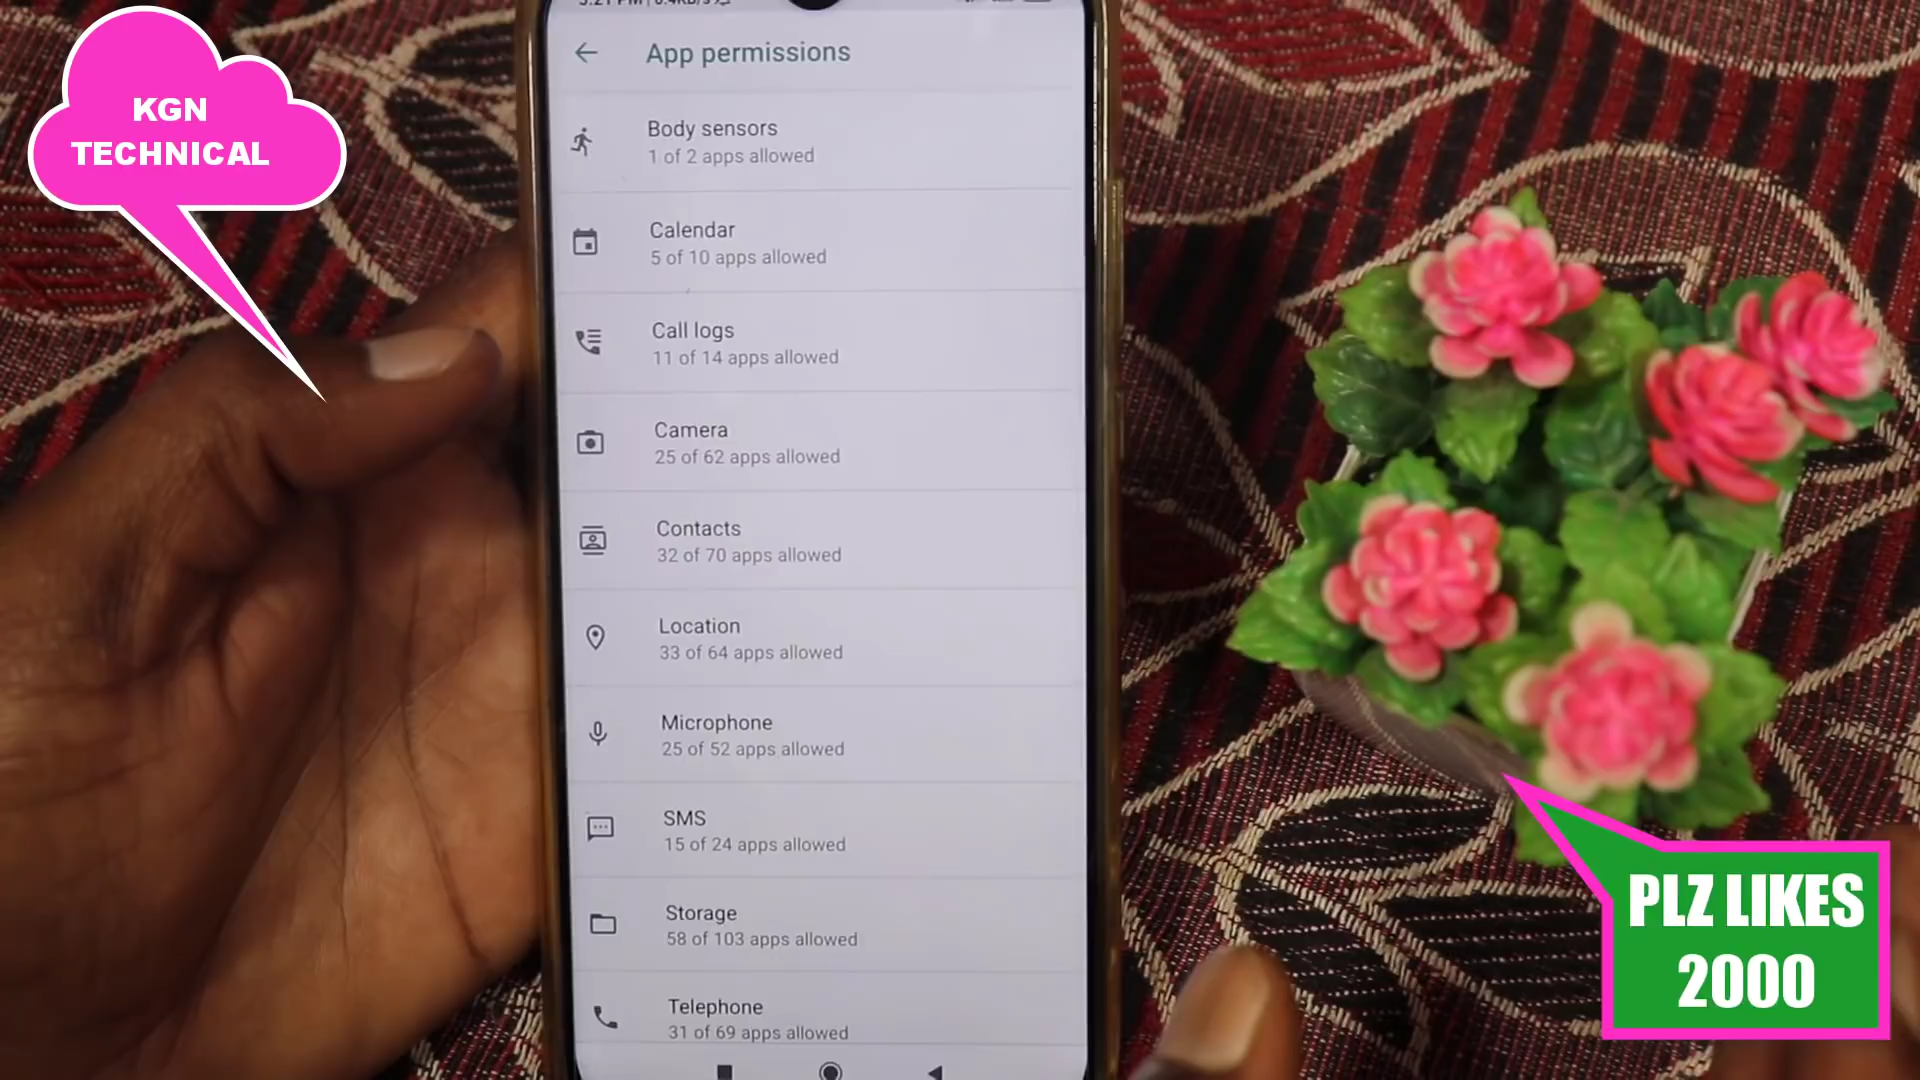 KGN
TECHNICAL
App permissions
Body sensors
1 of 2 apps allowed
Calendar
5 of 10 apps allowed
Call logs
11 of 14 apps allowed
Camera
25 of 62 apps allowed
Contacts
32 of 70 apps allowed
Location
33 of 64 apps allowed
Microphone
25 of 52 apps allowed
SMS
15 of 24 apps allowed
Storage
58 of 103 apps allowed
Telephone
31 of 69 apps allowed
PLZ LIKES
2000